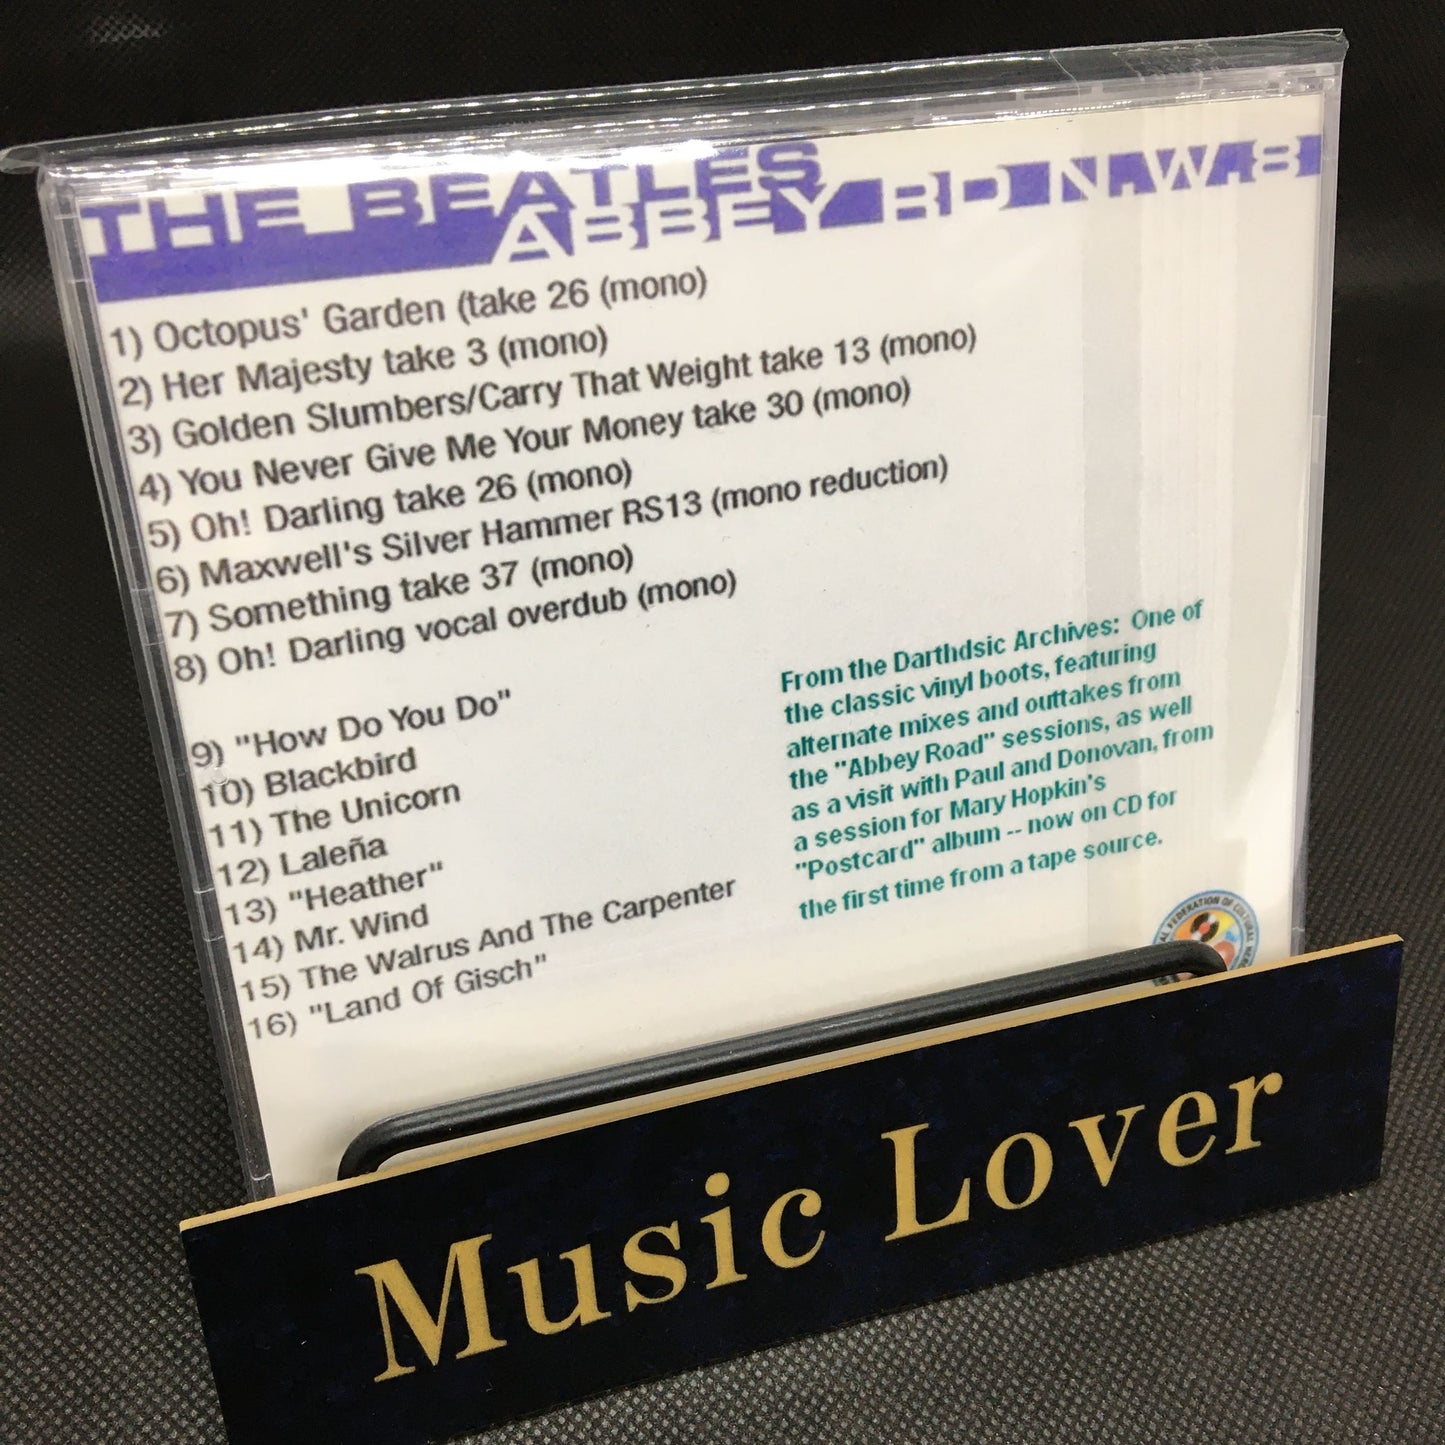 THE BEATLES
ABBEY RD N.W.8
1) Octopus' Garden (take 26 (mono)
2) Her Majesty take 3 (mono)
3) Golden Slumbers/Carry That Weight take 13 (mono)
4) You Never Give Me Your Money take 30 (mono)
5) Oh! Darling take 26 (mono)
6) Maxwell's Silver Hammer RS13 (mono reduction)
7) Something take 37 (mono)
8) Oh! Darling vocal overdub (mono)
9) "How Do You Do"
10) Blackbird
11) The Unicorn
12) Laleña
13) "Heather"
14) Mr. Wind
15) The Walrus And The Carpenter
16) "Land Of Gisch"
From the Darthdsic Archives: One of
the classic vinyl boots, featuring
alternate mixes and outtakes from
the "Abbey Road" sessions, as well
as a visit with Paul and Donovan, from
a session for Mary Hopkin's
"Postcard" album -- now on CD for
the first time from a tape source.
FEDERATION OF
Music Lover